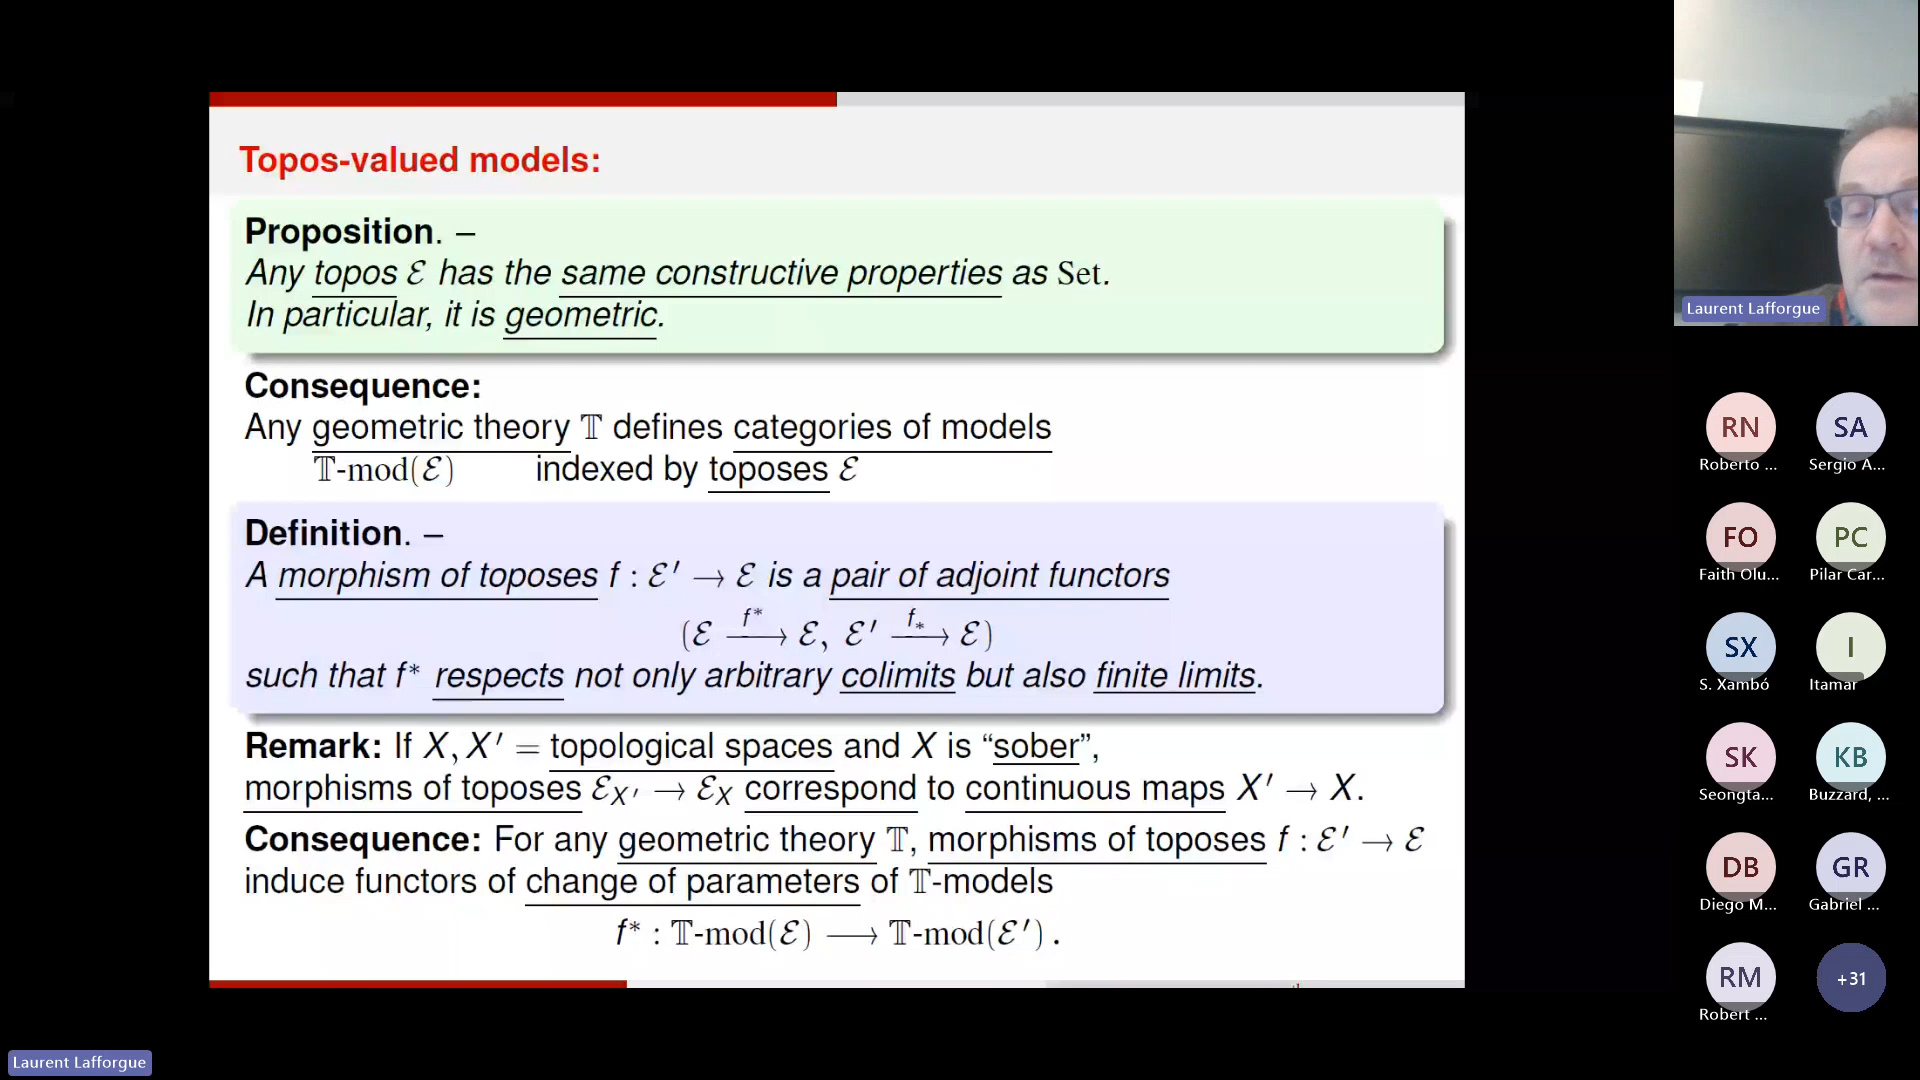 Topos-valued models:
Proposition. –
Any topos ℰ has the same constructive properties as Set.
In particular, it is geometric.
Consequence:
Any geometric theory 𝕋 defines categories of models
𝕋-mod(ℰ) indexed by toposes ℰ
Definition. –
A morphism of toposes f : ℰ′ → ℰ is a pair of adjoint functors
(ℰ —f*→ ℰ, ℰ′ —f_*→ ℰ)
such that f* respects not only arbitrary colimits but also finite limits.
Remark: If X, X′ = topological spaces and X is “sober”,
morphisms of toposes ℰ_X′ → ℰ_X correspond to continuous maps X′ → X.
Consequence: For any geometric theory 𝕋, morphisms of toposes f : ℰ′ → ℰ
induce functors of change of parameters of 𝕋-models
f* : 𝕋-mod(ℰ) ⟶ 𝕋-mod(ℰ′) .
Laurent Lafforgue
RN SA
Roberto ... Sergio A...
FO PC
Faith Olu... Pilar Car...
SX I
S. Xambó Itamar
SK KB
Seongta... Buzzard, ...
DB GR
Diego M... Gabriel ...
RM +31
Robert ...
Laurent Lafforgue